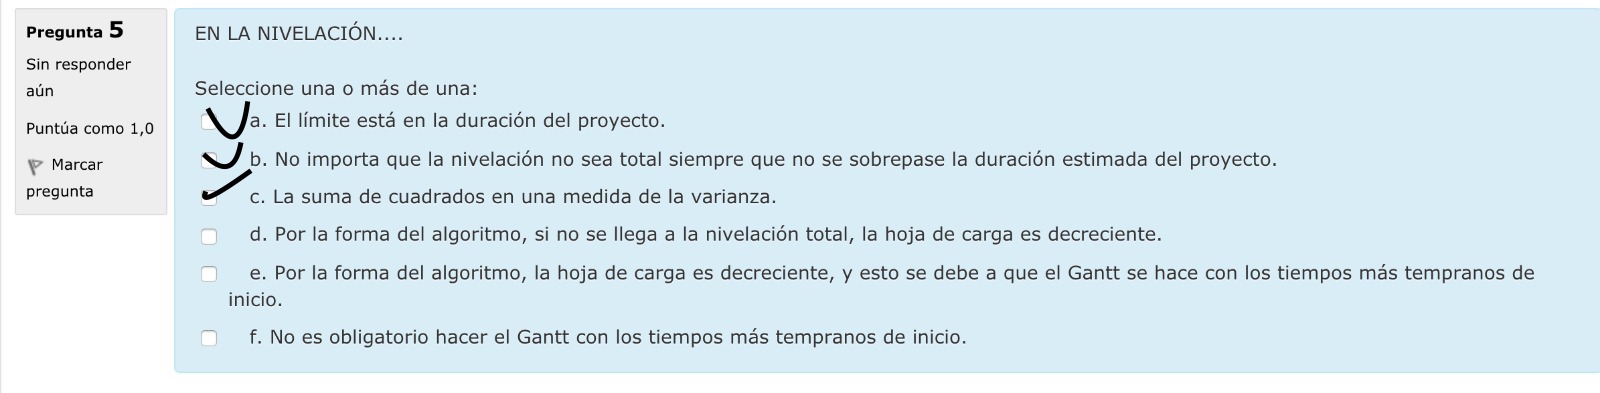 Pregunta 5
Sin responder
aún
Puntúa como 1,0
Marcar
pregunta
EN LA NIVELACIÓN....
Seleccione una o más de una:
a. El límite está en la duración del proyecto.
b. No importa que la nivelación no sea total siempre que no se sobrepase la duración estimada del proyecto.
c. La suma de cuadrados en una medida de la varianza.
d. Por la forma del algoritmo, si no se llega a la nivelación total, la hoja de carga es decreciente.
e. Por la forma del algoritmo, la hoja de carga es decreciente, y esto se debe a que el Gantt se hace con los tiempos más tempranos de
inicio.
f. No es obligatorio hacer el Gantt con los tiempos más tempranos de inicio.